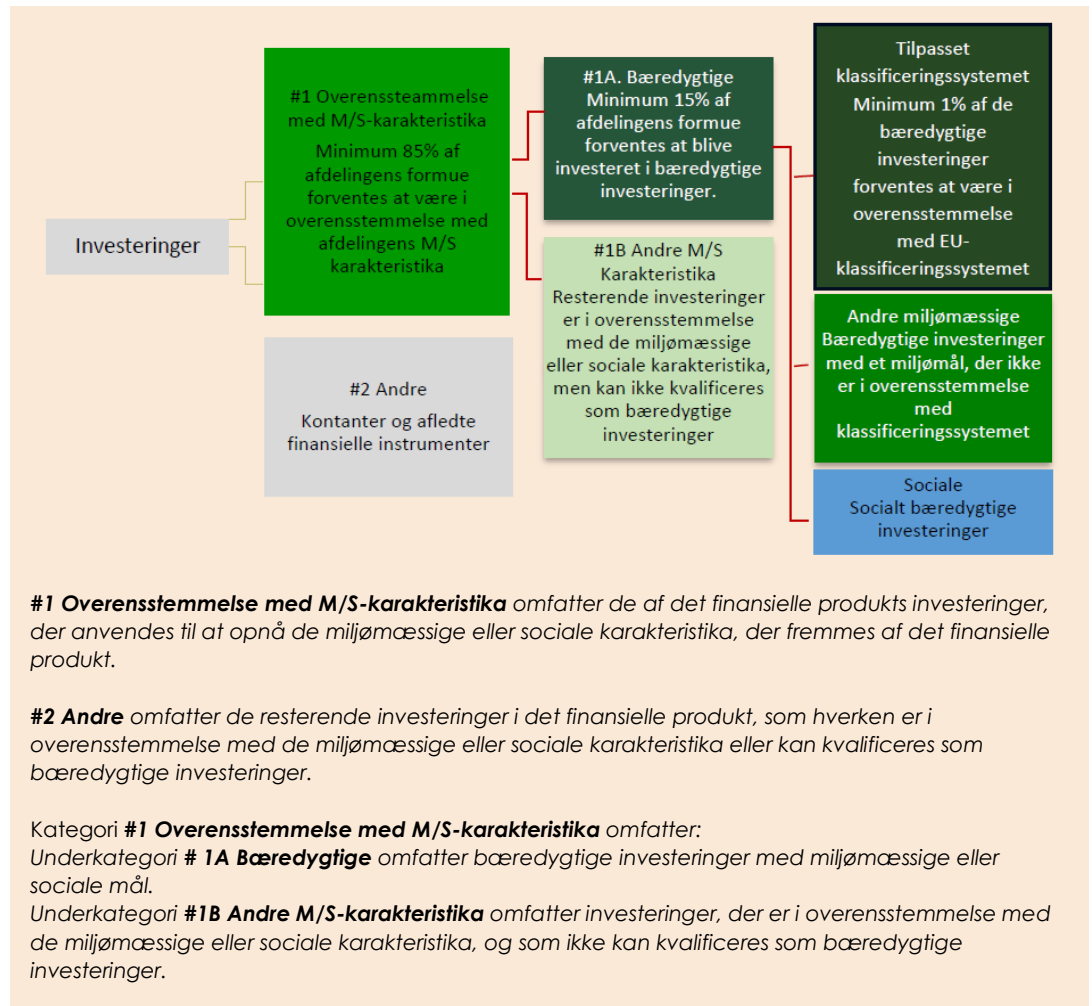 Investeringer
#1 Overenssteammelse
med M/S-karakteristika
Minimum 85% af
afdelingens formue
forventes at være i
overensstemmelse med
afdelingens M/S
karakteristika
#2 Andre
Kontanter og afledte
finansielle instrumenter
#1A. Bæredygtige
Minimum 15% af
afdelingens formue
forventes at blive
investeret i bæredygtige
investeringer.
#1B Andre M/S
Karakteristika
Resterende investeringer
er i overensstemmelse
med de miljømæssige
eller sociale karakteristika,
men kan ikke kvalificeres
som bæredygtige
investeringer
Tilpasset
klassificeringssystemet
Minimum 1% af de
bæredygtige
investeringer
forventes at være i
overensstemmelse
med EU-
klassificeringssystemet
Andre miljømæssige
Bæredygtige investeringer
med et miljømål, der ikke
er i overensstemmelse
med
klassificeringssystemet
Sociale
Socialt bæredygtige
investeringer
#1 Overensstemmelse med M/S-karakteristika omfatter de af det finansielle produkts investeringer,
der anvendes til at opnå de miljømæssige eller sociale karakteristika, der fremmes af det finansielle
produkt.
#2 Andre omfatter de resterende investeringer i det finansielle produkt, som hverken er i
overensstemmelse med de miljømæssige eller sociale karakteristika eller kan kvalificeres som
bæredygtige investeringer.
Kategori #1 Overensstemmelse med M/S-karakteristika omfatter:
Underkategori # 1A Bæredygtige omfatter bæredygtige investeringer med miljømæssige eller
sociale mål.
Underkategori #1B Andre M/S-karakteristika omfatter investeringer, der er i overensstemmelse med
de miljømæssige eller sociale karakteristika, og som ikke kan kvalificeres som bæredygtige
investeringer.